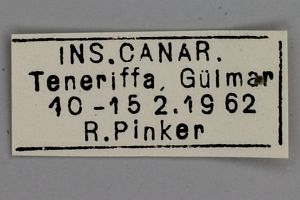 INS.CANAR.
Teneriffa, Gülmar
10-15 2.1962
R.Pinker